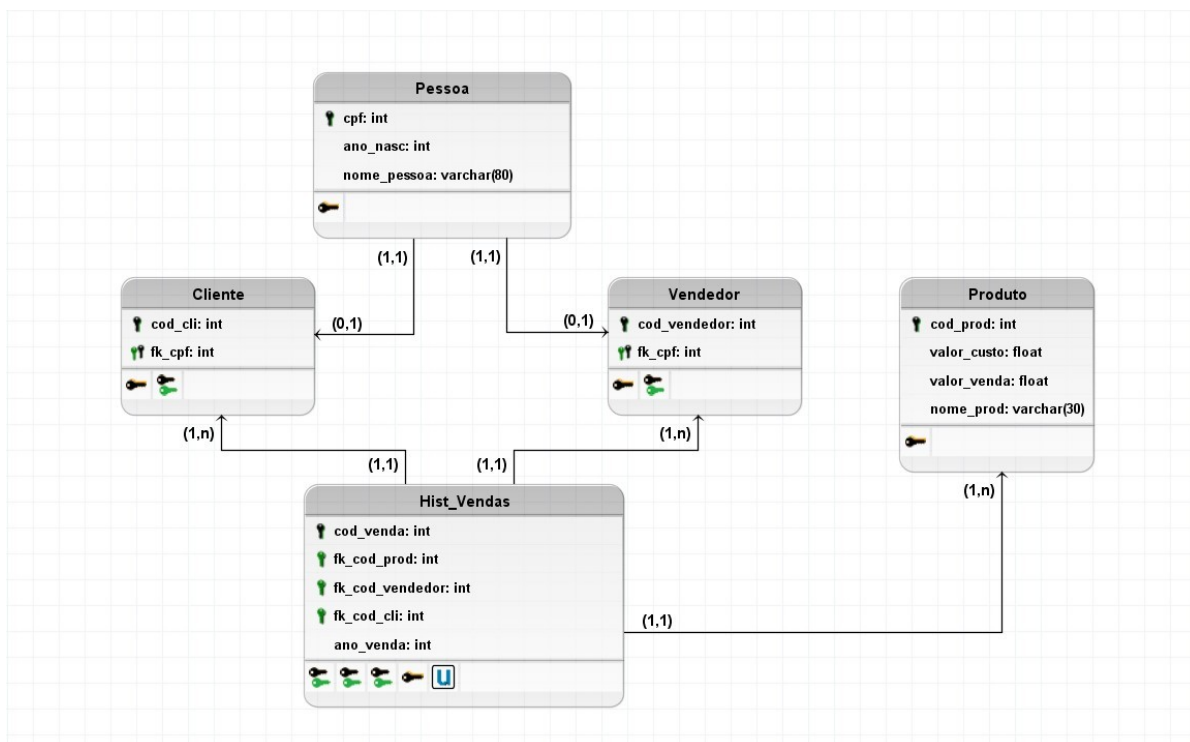 Pessoa
cpf: int
ano_nasc: int
nome_pessoa: varchar(80)
(1,1)
(1,1)
Cliente
cod_cli: int
fk_cpf: int
(0,1)
(0,1)
Vendedor
cod_vendedor: int
fk_cpf: int
Produto
cod_prod: int
valor_custo: float
valor_venda: float
nome_prod: varchar(30)
(1,n)
(1,1)
(1,1)
(1,n)
(1,n)
Hist_Vendas
cod_venda: int
fk_cod_prod: int
fk_cod_vendedor: int
fk_cod_cli: int
ano_venda: int
u
(1,1)